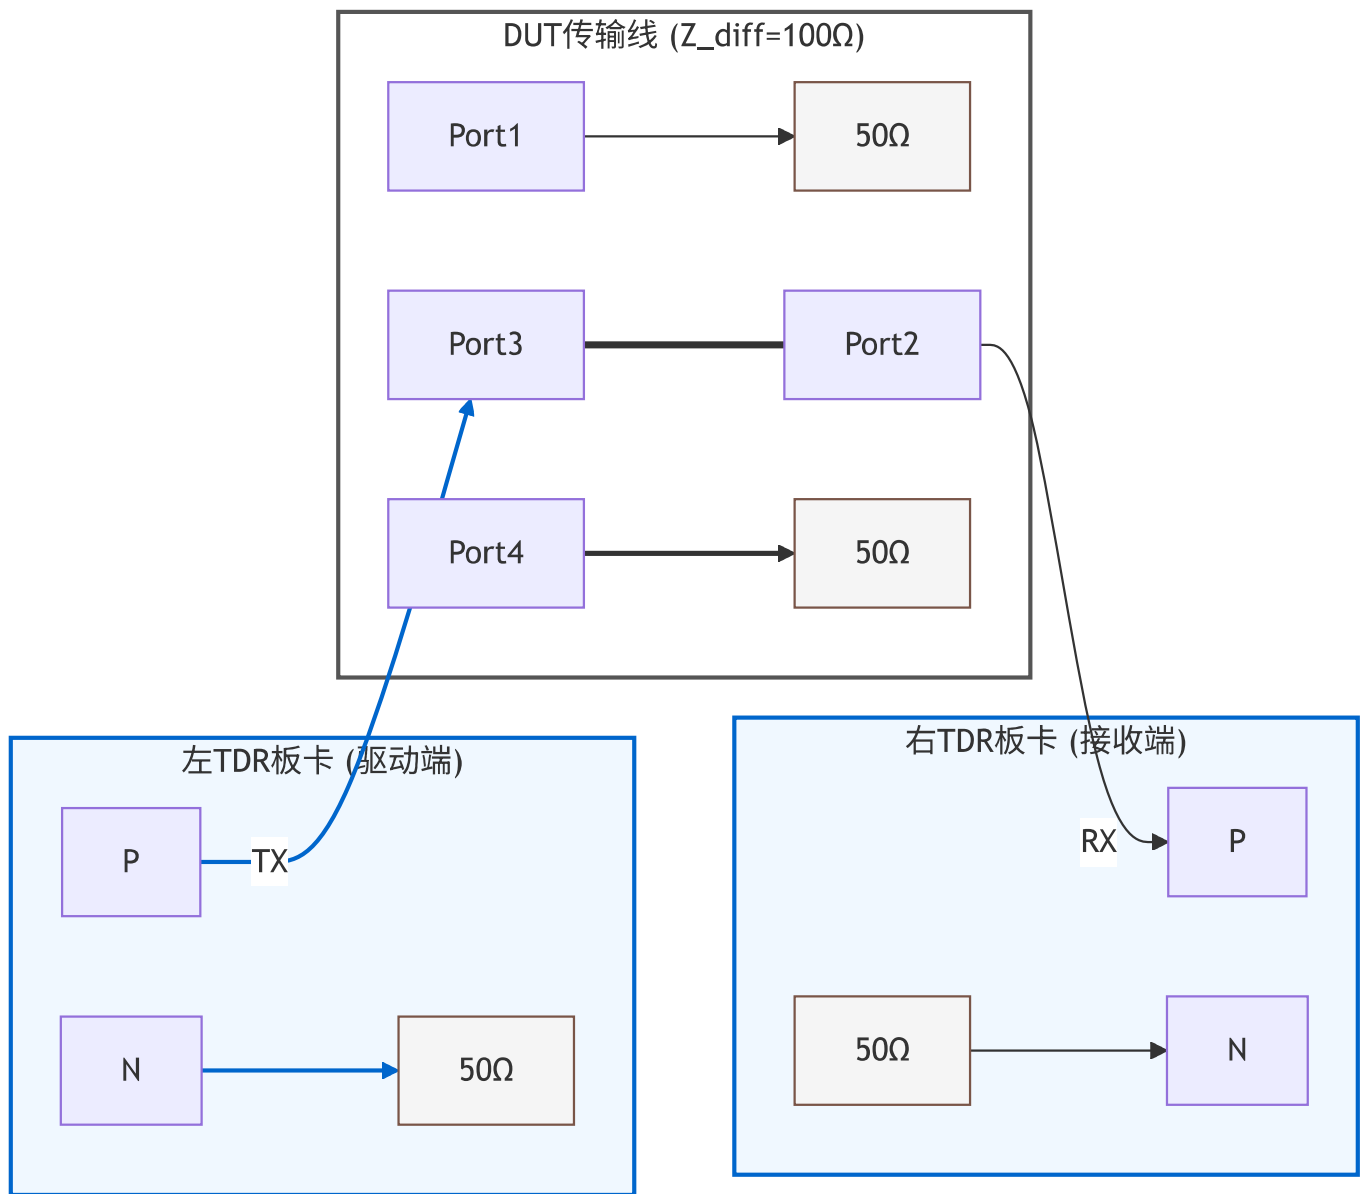 DUT传输线 (Z_diff=100Ω)
Port1
50Ω
Port3
Port2
Port4
50Ω
左TDR板卡 (驱动端)
P
TX
N
50Ω
右TDR板卡 (接收端)
RX
P
50Ω
N